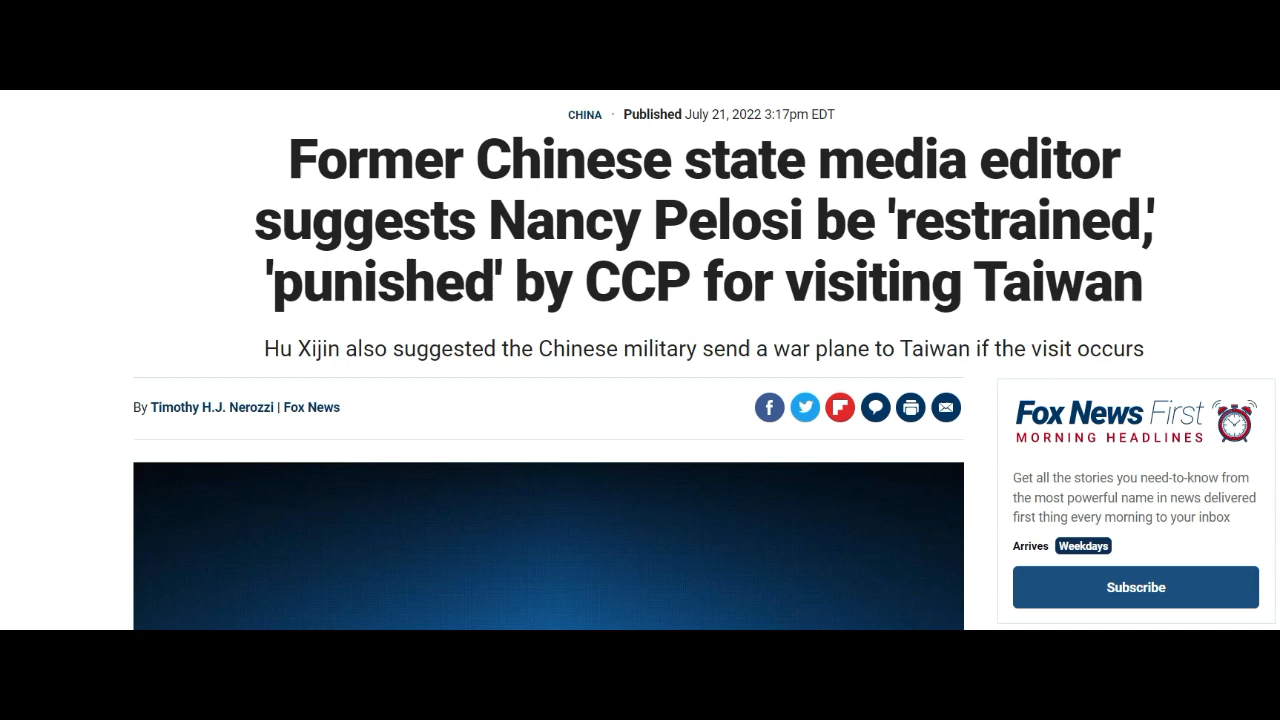 CHINA · Published July 21, 2022 3:17pm EDT
Former Chinese state media editor
suggests Nancy Pelosi be 'restrained,'
'punished' by CCP for visiting Taiwan
Hu Xijin also suggested the Chinese military send a war plane to Taiwan if the visit occurs
By Timothy H.J. Nerozzi | Fox News
f
Fox News First
MORNING HEADLINES
Get all the stories you need-to-know from
the most powerful name in news delivered
first thing every morning to your inbox
Arrives Weekdays
Subscribe